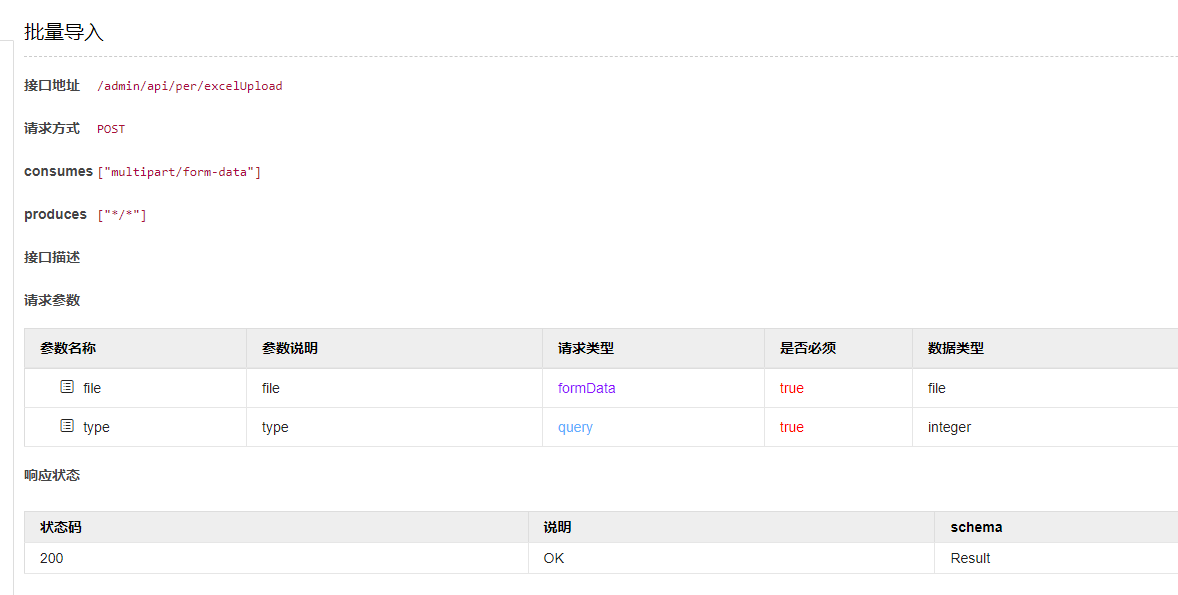 批量导入
接口地址 /admin/api/per/excelUpload
请求方式 POST
consumes ["multipart/form-data"]
produces ["*/*"]
接口描述
请求参数
参数名称 参数说明 请求类型 是否必须 数据类型
file file formData true file
type type query true integer
响应状态
状态码 说明 schema
200 OK Result